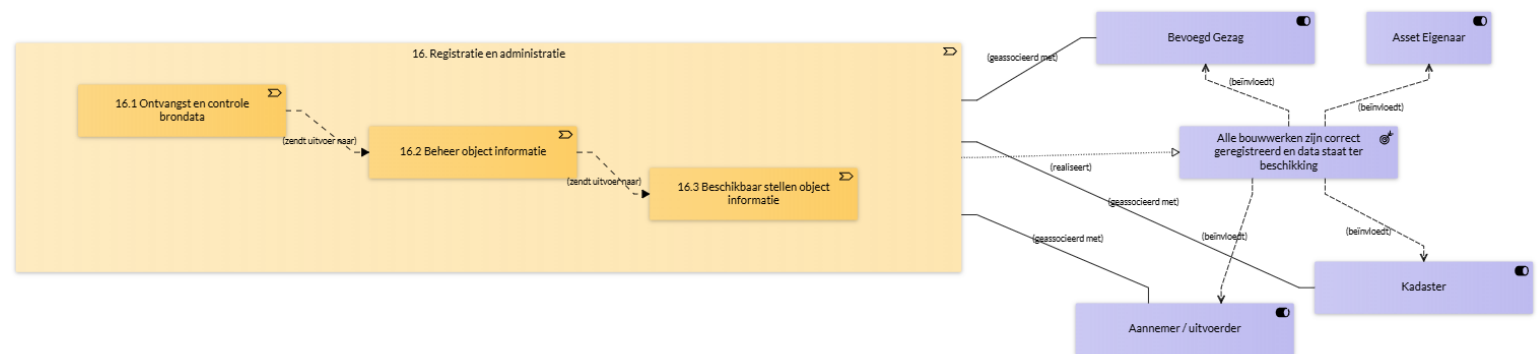 16. Registratie en administratie
16.1 Ontvangst en controle
brondata
(zendt uitvoer naar)
16.2 Beheer object informatie
(zendt uitvoer naar)
16.3 Beschikbaar stellen object
informatie
(geassocieerd met)
Bevoegd Gezag
Asset Eigenaar
(beïnvloedt)
(beïnvloedt)
Alle bouwwerken zijn correct
geregistreerd en data staat ter
beschikking
(realiseert)
(geassocieerd met)
(geassocieerd met)
(beïnvloedt)
(beïnvloedt)
Kadaster
Aannemer / uitvoerder